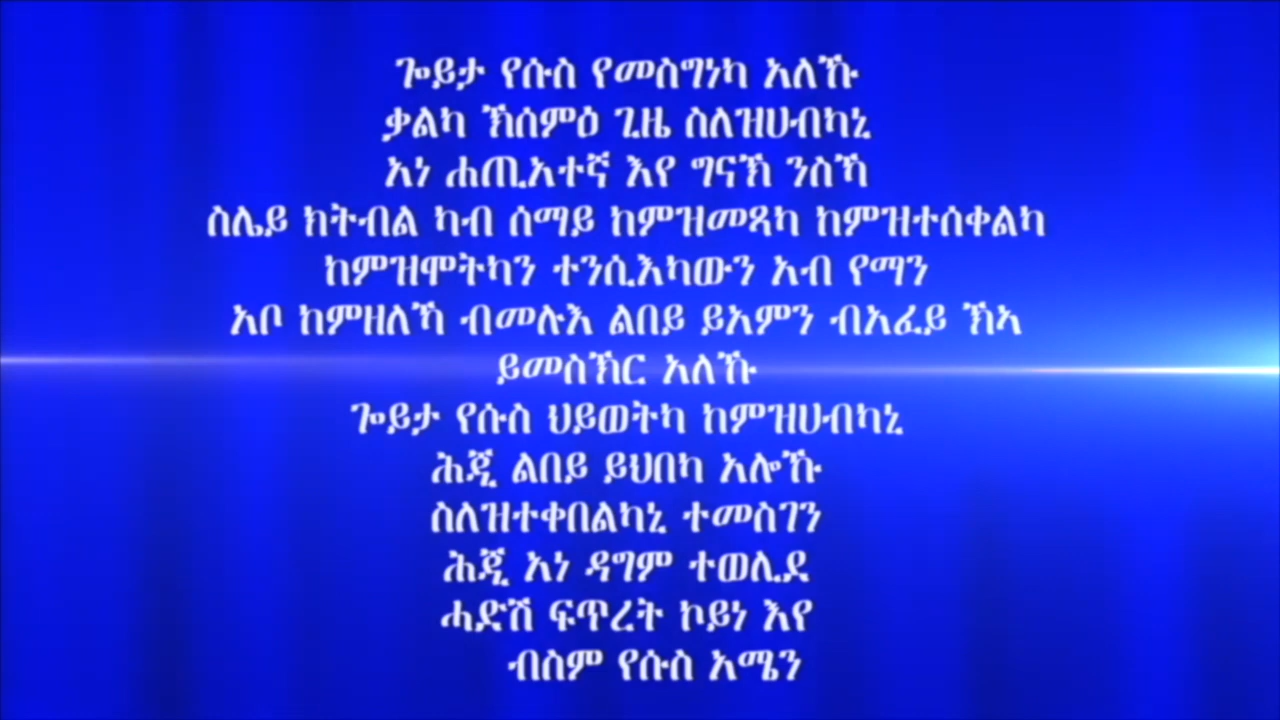 ጐይታ የሱስ የመስግነካ አለኹ
ቃልካ ኽሰምዕ ጊዜ ስለዝሀብካኒ
አነ ሐጢአተኛ እየ ግናኽ ንስኻ
ስሌይ ክትብል ካብ ሰማይ ከምዝመጻካ ከምዝተሰቀልካ
ከምዝሞትካን ተንሲእካውን አብ የማን
አቦ ከምዘለኻ ብመሉእ ልበይ ይአምን ብአፈይ ኽኣ
ይመስኽር አለኹ
ጐይታ የሱስ ህይወትካ ከምዝሀብካኒ
ሕጂ ልበይ ይህበካ አሎኹ
ስለዝተቀበልካኒ ተመስገን
ሕጂ አነ ዳግም ተወሊደ
ሓድሽ ፍጥረት ኮይነ እየ
ብስም የሱስ አሜን